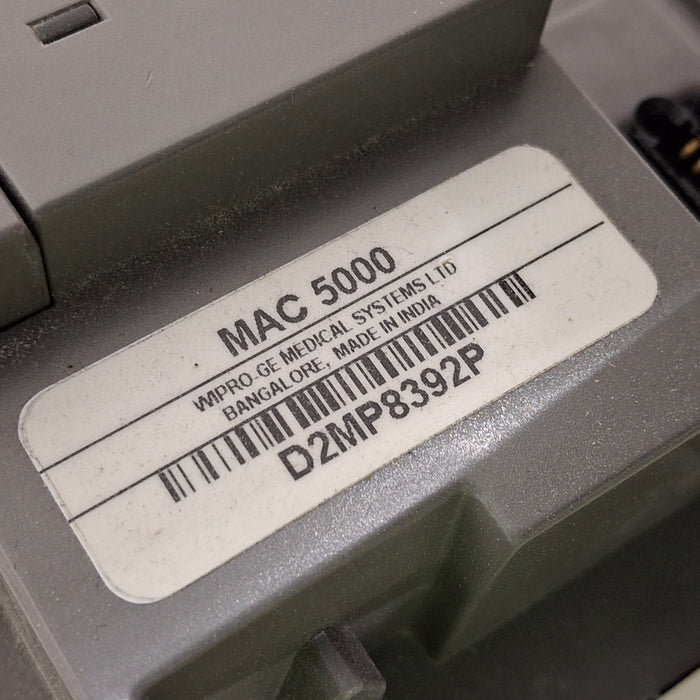 MAC 5000
WIPRO-GE MEDICAL SYSTEMS LTD
BANGALORE, MADE IN INDIA
D2MP8392P